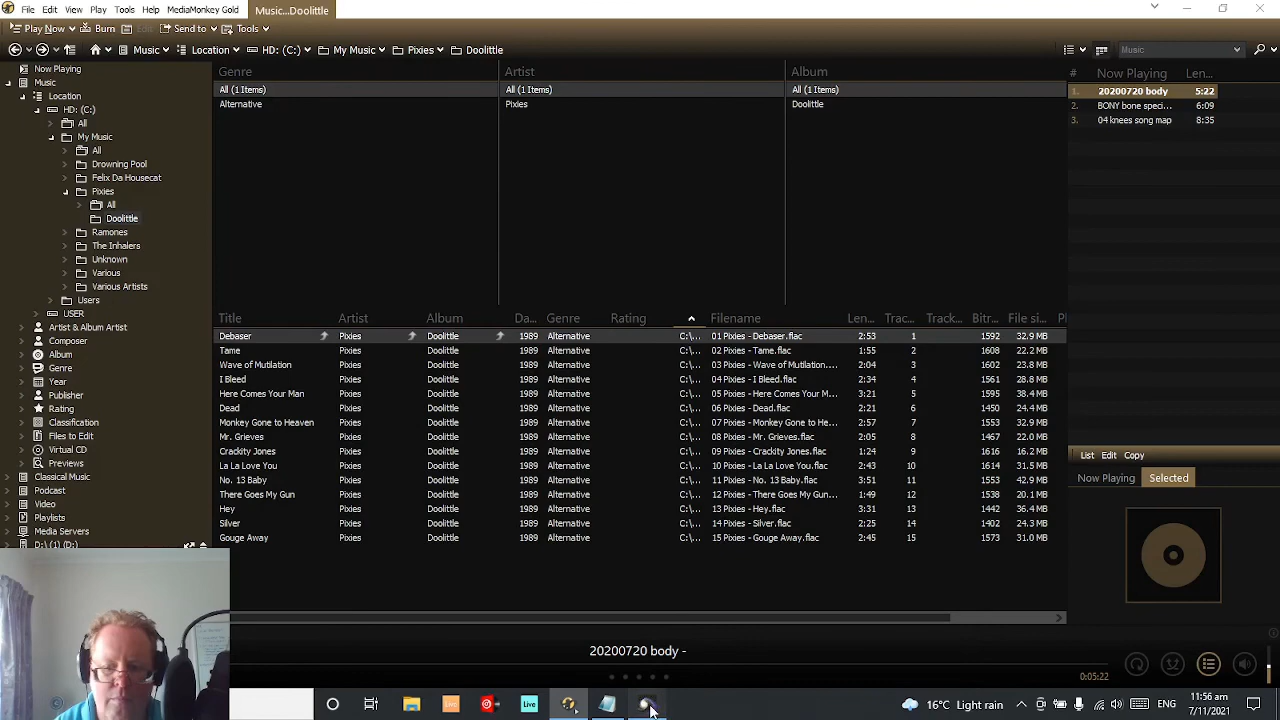 File Edit View Play Tools Help MediaMonkey Gold Music...Doolittle
Play Now Burn Edit Send to Tools
Music Location HD: (C:) My Music Pixies Doolittle Music
Now Playing
Music
Location
HD: (C:)
All
My Music
All
Drowning Pool
Felix Da Housecat
Pixies
All
Doolittle
Ramones
The Inhalers
Unknown
Various
Various Artists
Users
USER
Artist & Album Artist
Composer
Album
Genre
Year
Publisher
Rating
Classification
Files to Edit
Virtual CD
Previews
Classical Music
Podcast
Video
Playlists
Media Servers
D:\ (1) (D:)
Genre Artist Album
All (1 Items) All (1 Items) All (1 Items)
Alternative Pixies Doolittle
Title Artist Album Da... Genre Rating Filename Len... Trac... Track... Bitr... File si... Pl
Debaser Pixies Doolittle 1989 Alternative C:\... 01 Pixies - Debaser.flac 2:53 1 1592 32.9 MB
Tame Pixies Doolittle 1989 Alternative C:\... 02 Pixies - Tame.flac 1:55 2 1608 22.2 MB
Wave of Mutilation Pixies Doolittle 1989 Alternative C:\... 03 Pixies - Wave of Mutilation.... 2:04 3 1602 23.8 MB
I Bleed Pixies Doolittle 1989 Alternative C:\... 04 Pixies - I Bleed.flac 2:34 4 1561 28.8 MB
Here Comes Your Man Pixies Doolittle 1989 Alternative C:\... 05 Pixies - Here Comes Your M... 3:21 5 1595 38.4 MB
Dead Pixies Doolittle 1989 Alternative C:\... 06 Pixies - Dead.flac 2:21 6 1450 24.4 MB
Monkey Gone to Heaven Pixies Doolittle 1989 Alternative C:\... 07 Pixies - Monkey Gone to He... 2:57 7 1553 32.9 MB
Mr. Grieves Pixies Doolittle 1989 Alternative C:\... 08 Pixies - Mr. Grieves.flac 2:05 8 1467 22.0 MB
Crackity Jones Pixies Doolittle 1989 Alternative C:\... 09 Pixies - Crackity Jones.flac 1:24 9 1616 16.2 MB
La La Love You Pixies Doolittle 1989 Alternative C:\... 10 Pixies - La La Love You.flac 2:43 10 1614 31.5 MB
No. 13 Baby Pixies Doolittle 1989 Alternative C:\... 11 Pixies - No. 13 Baby.flac 3:51 11 1553 42.9 MB
There Goes My Gun Pixies Doolittle 1989 Alternative C:\... 12 Pixies - There Goes My Gun... 1:49 12 1538 20.1 MB
Hey Pixies Doolittle 1989 Alternative C:\... 13 Pixies - Hey.flac 3:31 13 1442 36.4 MB
Silver Pixies Doolittle 1989 Alternative C:\... 14 Pixies - Silver.flac 2:25 14 1402 24.3 MB
Gouge Away Pixies Doolittle 1989 Alternative C:\... 15 Pixies - Gouge Away.flac 2:45 15 1573 31.0 MB
# Now Playing Len...
1. 20200720 body 5:22
2. BONY bone speci... 6:09
3. 04 knees song map 8:35
List Edit Copy
Now Playing Selected
20200720 body -
0:05:22
Live 16°C Light rain 11:56 am
7/11/2021